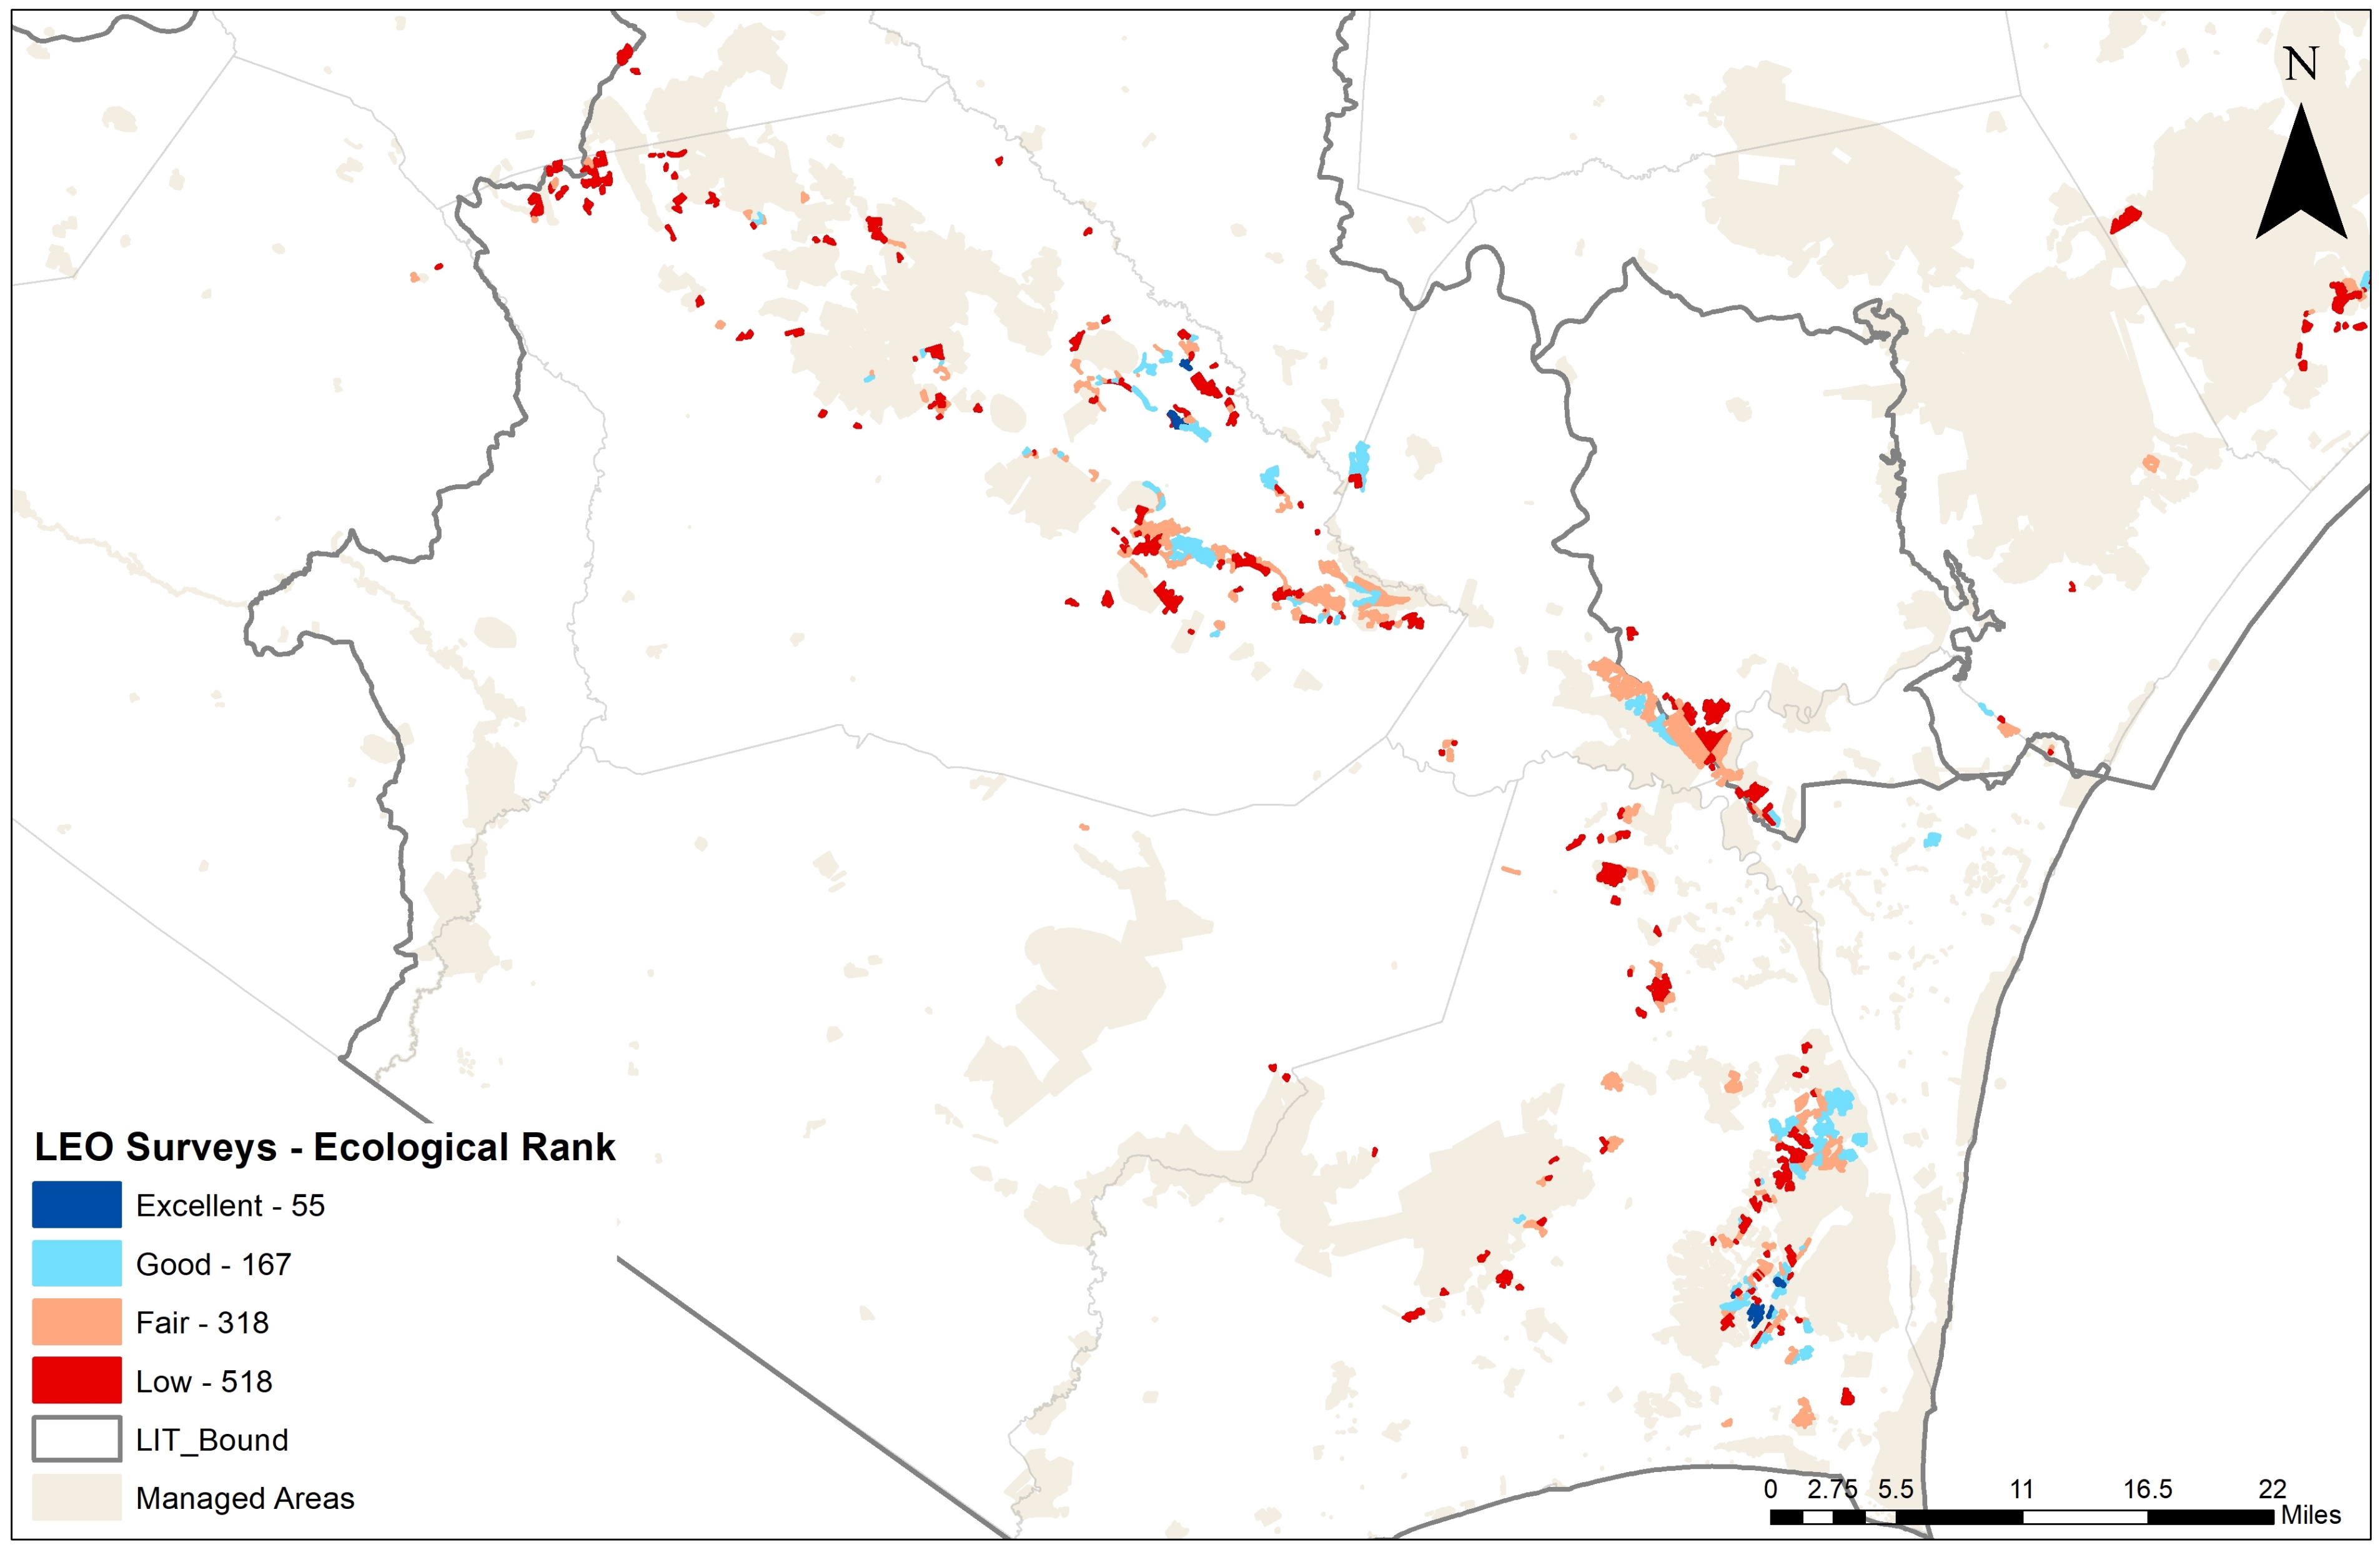 N
LEO Surveys - Ecological Rank
Excellent - 55
Good - 167
Fair - 318
Low - 518
LIT_Bound
Managed Areas
0 2.75 5.5 11 16.5 22
Miles